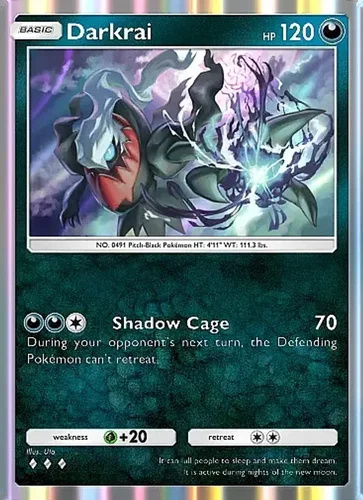 BASIC Darkrai HP 120
NO. 0491 Pitch-Black Pokémon HT: 4'11" WT: 111.3 lbs.
Shadow Cage 70
During your opponent's next turn, the Defending
Pokémon can't retreat.
weakness +20 retreat
Illus. Uta
It can lull people to sleep and make them dream.
It is active during nights of the new moon.